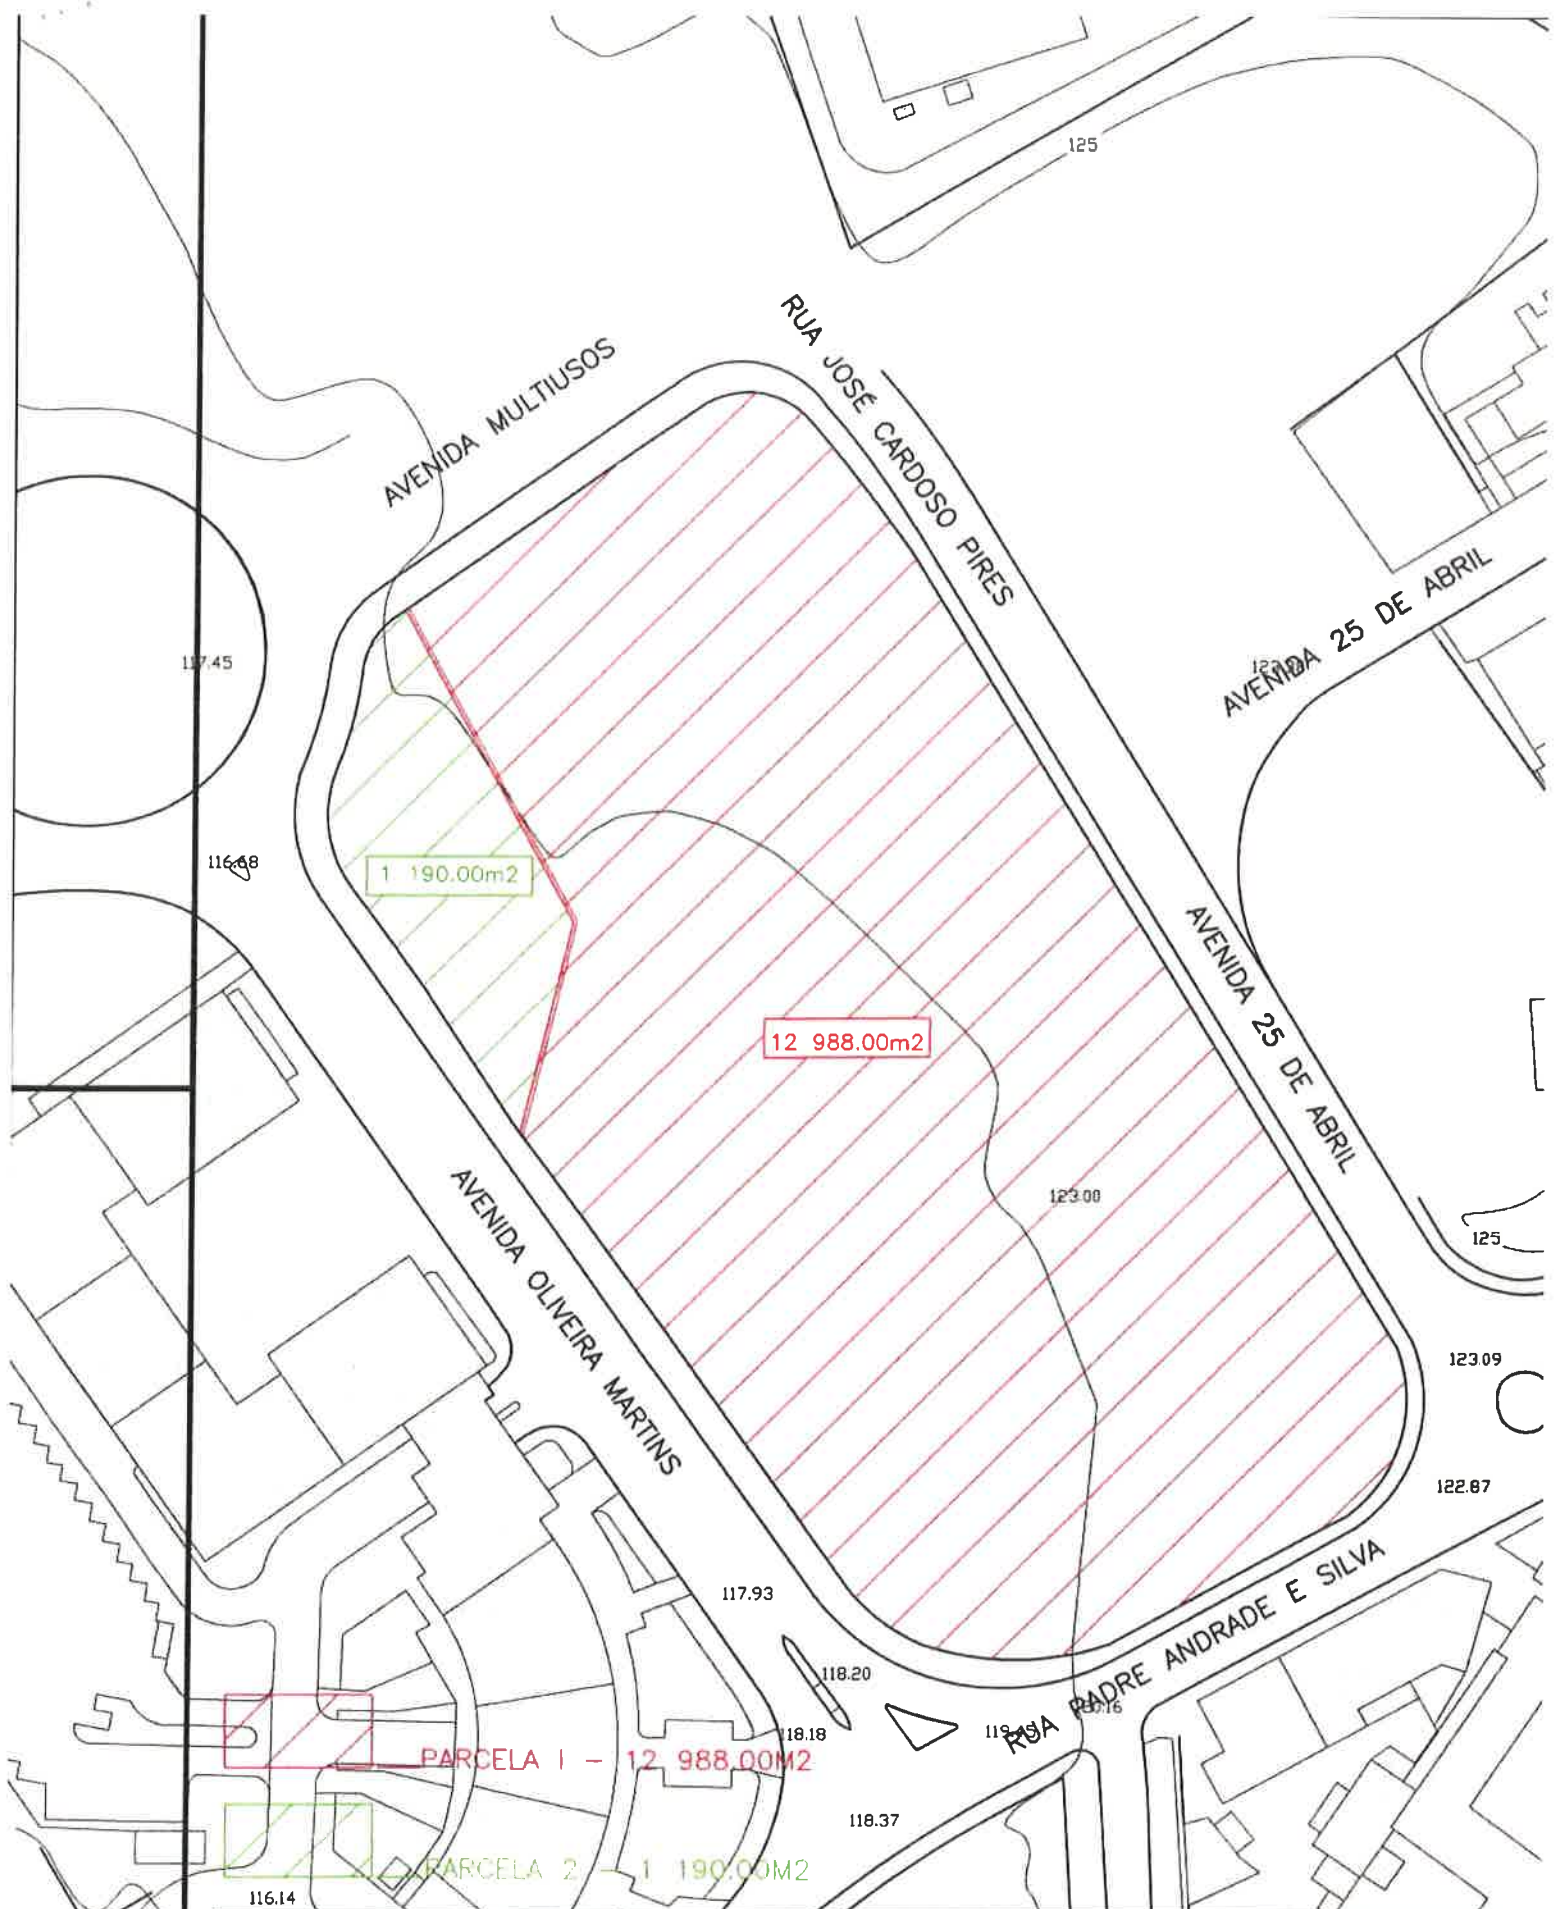 125
RUA JOSÉ CARDOSO PIRES
AVENIDA MULTIUSOS
AVENIDA 25 DE ABRIL
117.45
116.68
1 190.00m2
12 988.00m2
AVENIDA 25 DE ABRIL
123.00
125
AVENIDA OLIVEIRA MARTINS
123.09
122.87
117.93
RUA PADRE ANDRADE E SILVA
118.20
118.18
PARCELA 1 - 12 988.00M2
118.37
PARCELA 2 - 1 190.00M2
116.14